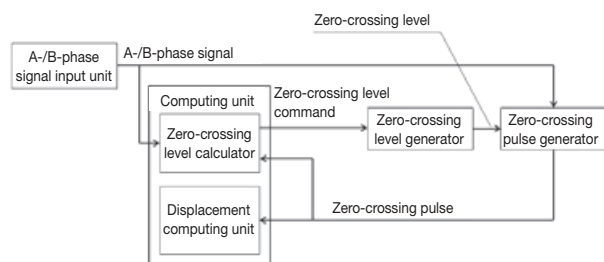 Zero-crossing level
A-/B-phase
signal input unit
A-/B-phase signal
Computing unit
Zero-crossing level
command
Zero-crossing
level calculator
Zero-crossing
level generator
Zero-crossing
pulse generator
Displacement
computing unit
Zero-crossing pulse